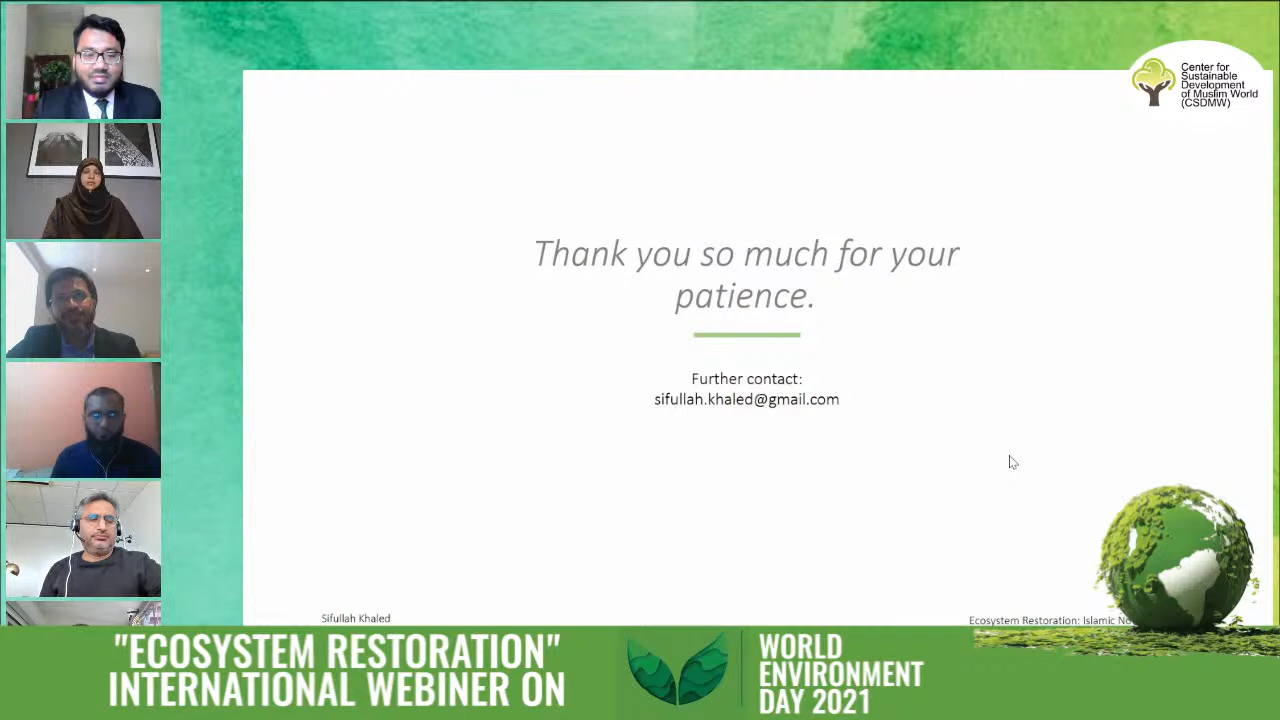 Center for
Sustainable
Development
of Muslim World
(CSDMW)
Thank you so much for your
patience.
Further contact:
sifullah.khaled@gmail.com
Sifullah Khaled
Ecosystem Restoration: Islamic
"ECOSYSTEM RESTORATION"
INTERNATIONAL WEBINER ON
WORLD
ENVIRONMENT
DAY 2021